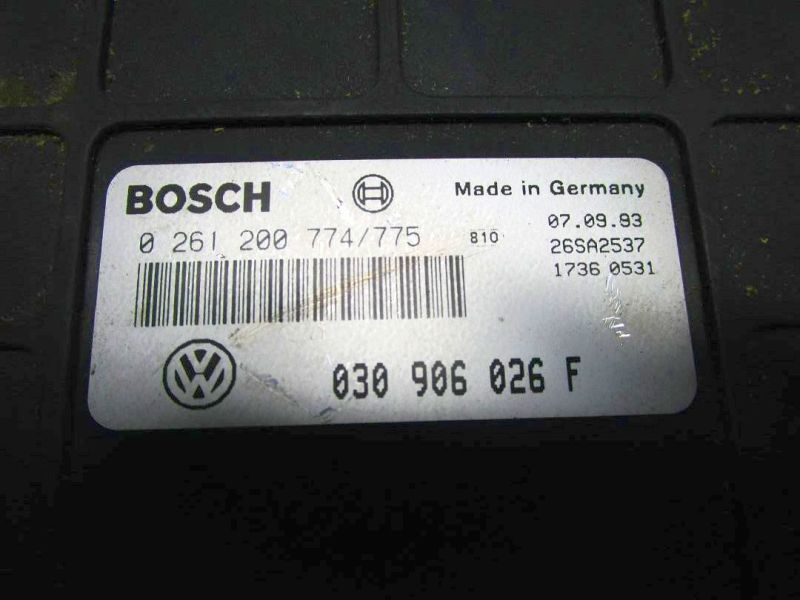 BOSCH
Made in Germany
0 261 200 774/775
810
07.09.93
26SA2537
1736 0531
VW
030 906 026 F